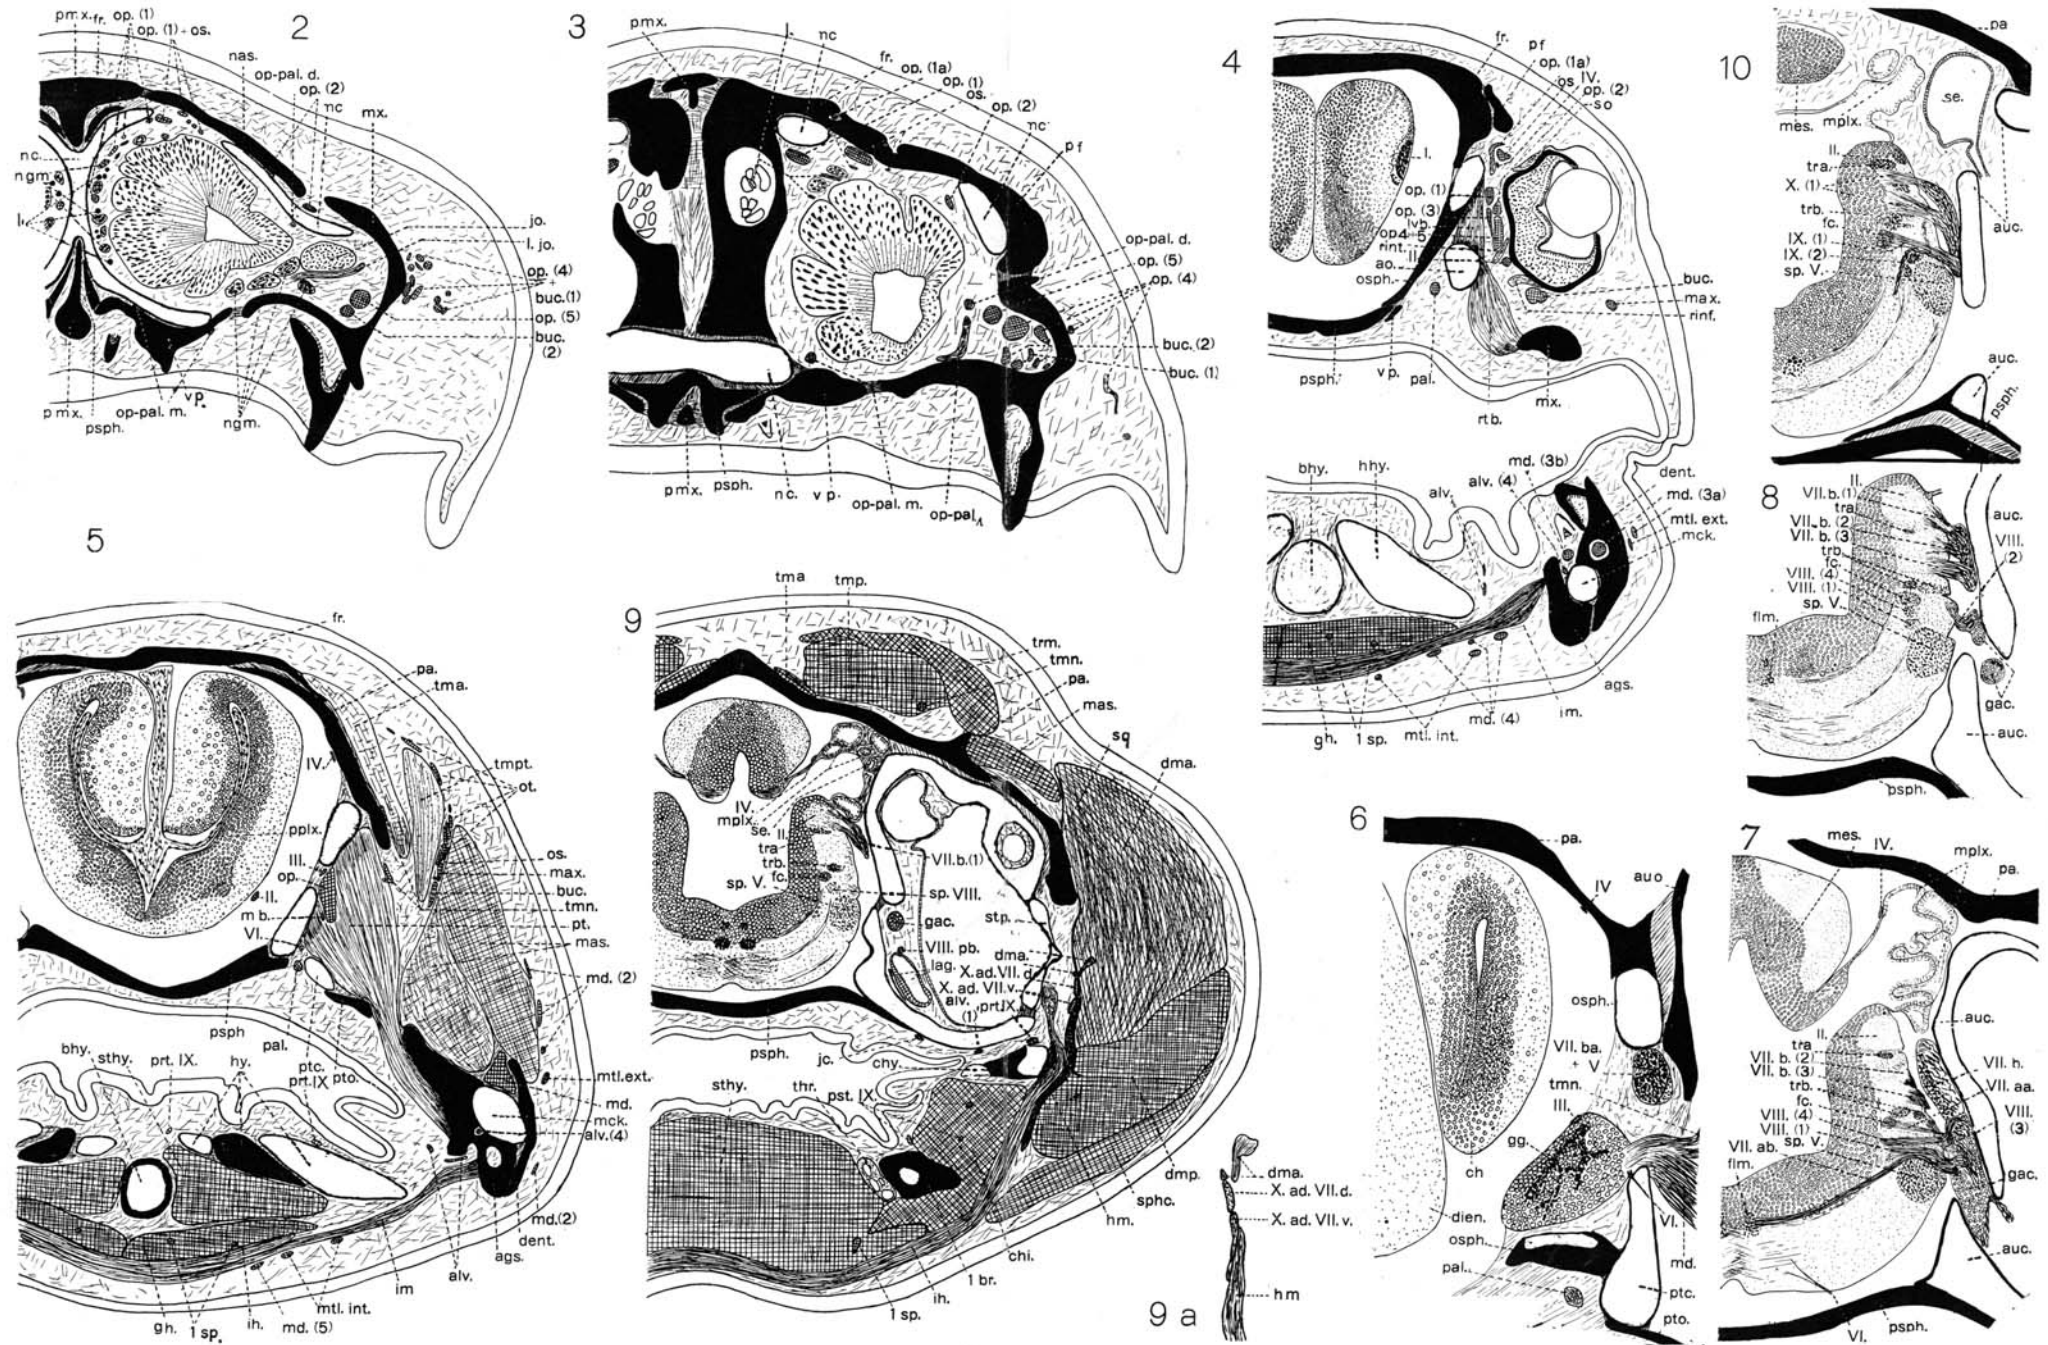 2
pmx. fr. op. (1)
op. (1) + os.
nas.
op-pal. d.
op. (2)
nc
mx.
nc.
ngm.
jo.
l. jo.
op. (4)
+
buc. (1)
op. (5)
buc.
(2)
pmx.
psph.
op-pal. m.
vp.
ngm.
3
pmx.
nc
fr.
op. (1a)
op. (1)
os.
op. (2)
nc
pf
op-pal. d.
op. (5)
op. (4)
buc. (2)
buc. (1)
pmx.
psph.
nc.
vp.
op-pal. m.
4
fr.
pf
op. (1a)
os.
IV.
op. (2)
so
I.
op. (1)
op. (3)
rint.
II
ao.
osph.
buc.
max.
rinf.
psph.
vp.
pal.
rtb.
mx.
bhy.
hhy.
alv.
alv. (4)
md. (3b)
dent.
md. (3a)
mtl. ext.
mck.
ags.
im.
md. (4)
mtl. int.
1 sp.
gh.
10
pa
se.
mes.
mplx.
II.
tra
X. (1)
trb.
fc.
IX. (1)
IX. (2)
sp. V.
auc.
auc.
psph.
8
II.
VII. b. (1)
tra
VII. b. (2
VII. b. (3
trb.
fc.
VIII. (4)
VIII. (1)
sp. V.
flm.
auc.
VIII.
(2)
gac.
auc.
psph.
5
fr.
pa.
tma.
IV.
tmpt.
ot.
pplx.
III.
op.
II.
mb.
VI.
os.
max.
buc.
tmn.
pt.
mas.
md. (2)
psph
pal.
ptc.
prt. IX
pto.
bhy.
sthy.
prt. IX.
hy.
mtl.ext.
md.
mck.
alv.(4)
md.(2)
dent.
ags.
alv.
im
mtl. int.
md. (5)
ih.
1 sp.
gh.
9
tma
tmp.
trm.
tmn.
pa.
mas.
sq
dma.
IV.
mplx.
se.
II.
tra
trb.
fc.
sp. V.
VII.b.(1)
sp. VIII.
gac.
stp.
VIII. pb.
lag.
dma.
X.ad.VII.d.
X. ad. VII.v.
alv.
(1)
prt.IX.
psph.
jc.
chy.
sthy.
thr.
pst. IX.
dmp.
sphc.
hm.
chi.
1 br.
ih.
1 sp.
9 a
dma.
X. ad. VII. d.
X. ad. VII. v.
hm
6
pa.
IV
auo
osph.
VII. ba.
+ V
tmn.
III.
gg.
ch
dien.
osph.
pal.
VI.
md.
ptc.
pto.
7
mes.
IV.
mplx.
pa.
II.
tra
VII. b. (2)
VII. b. (3)
trb.
fc.
VIII. (4)
VIII. (1)
sp. V.
VII. ab.
flm.
auc.
VII. h.
VII. aa.
VIII.
(3)
gac.
auc.
VI.
psph.